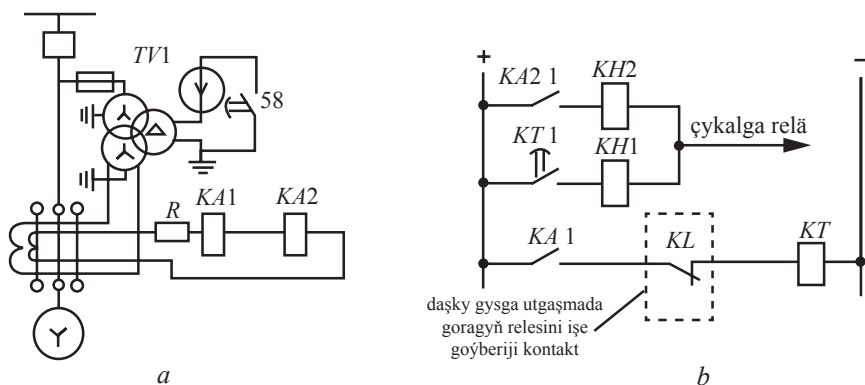 TV1
58
R
KA1
KA2
a
+
–
KA2 1
KH2
KT 1
KH1
çykalga relä
KA 1
KL
KT
daşky gysga utgaşmada
goragyň relesini işe
goýberiji kontakt
b